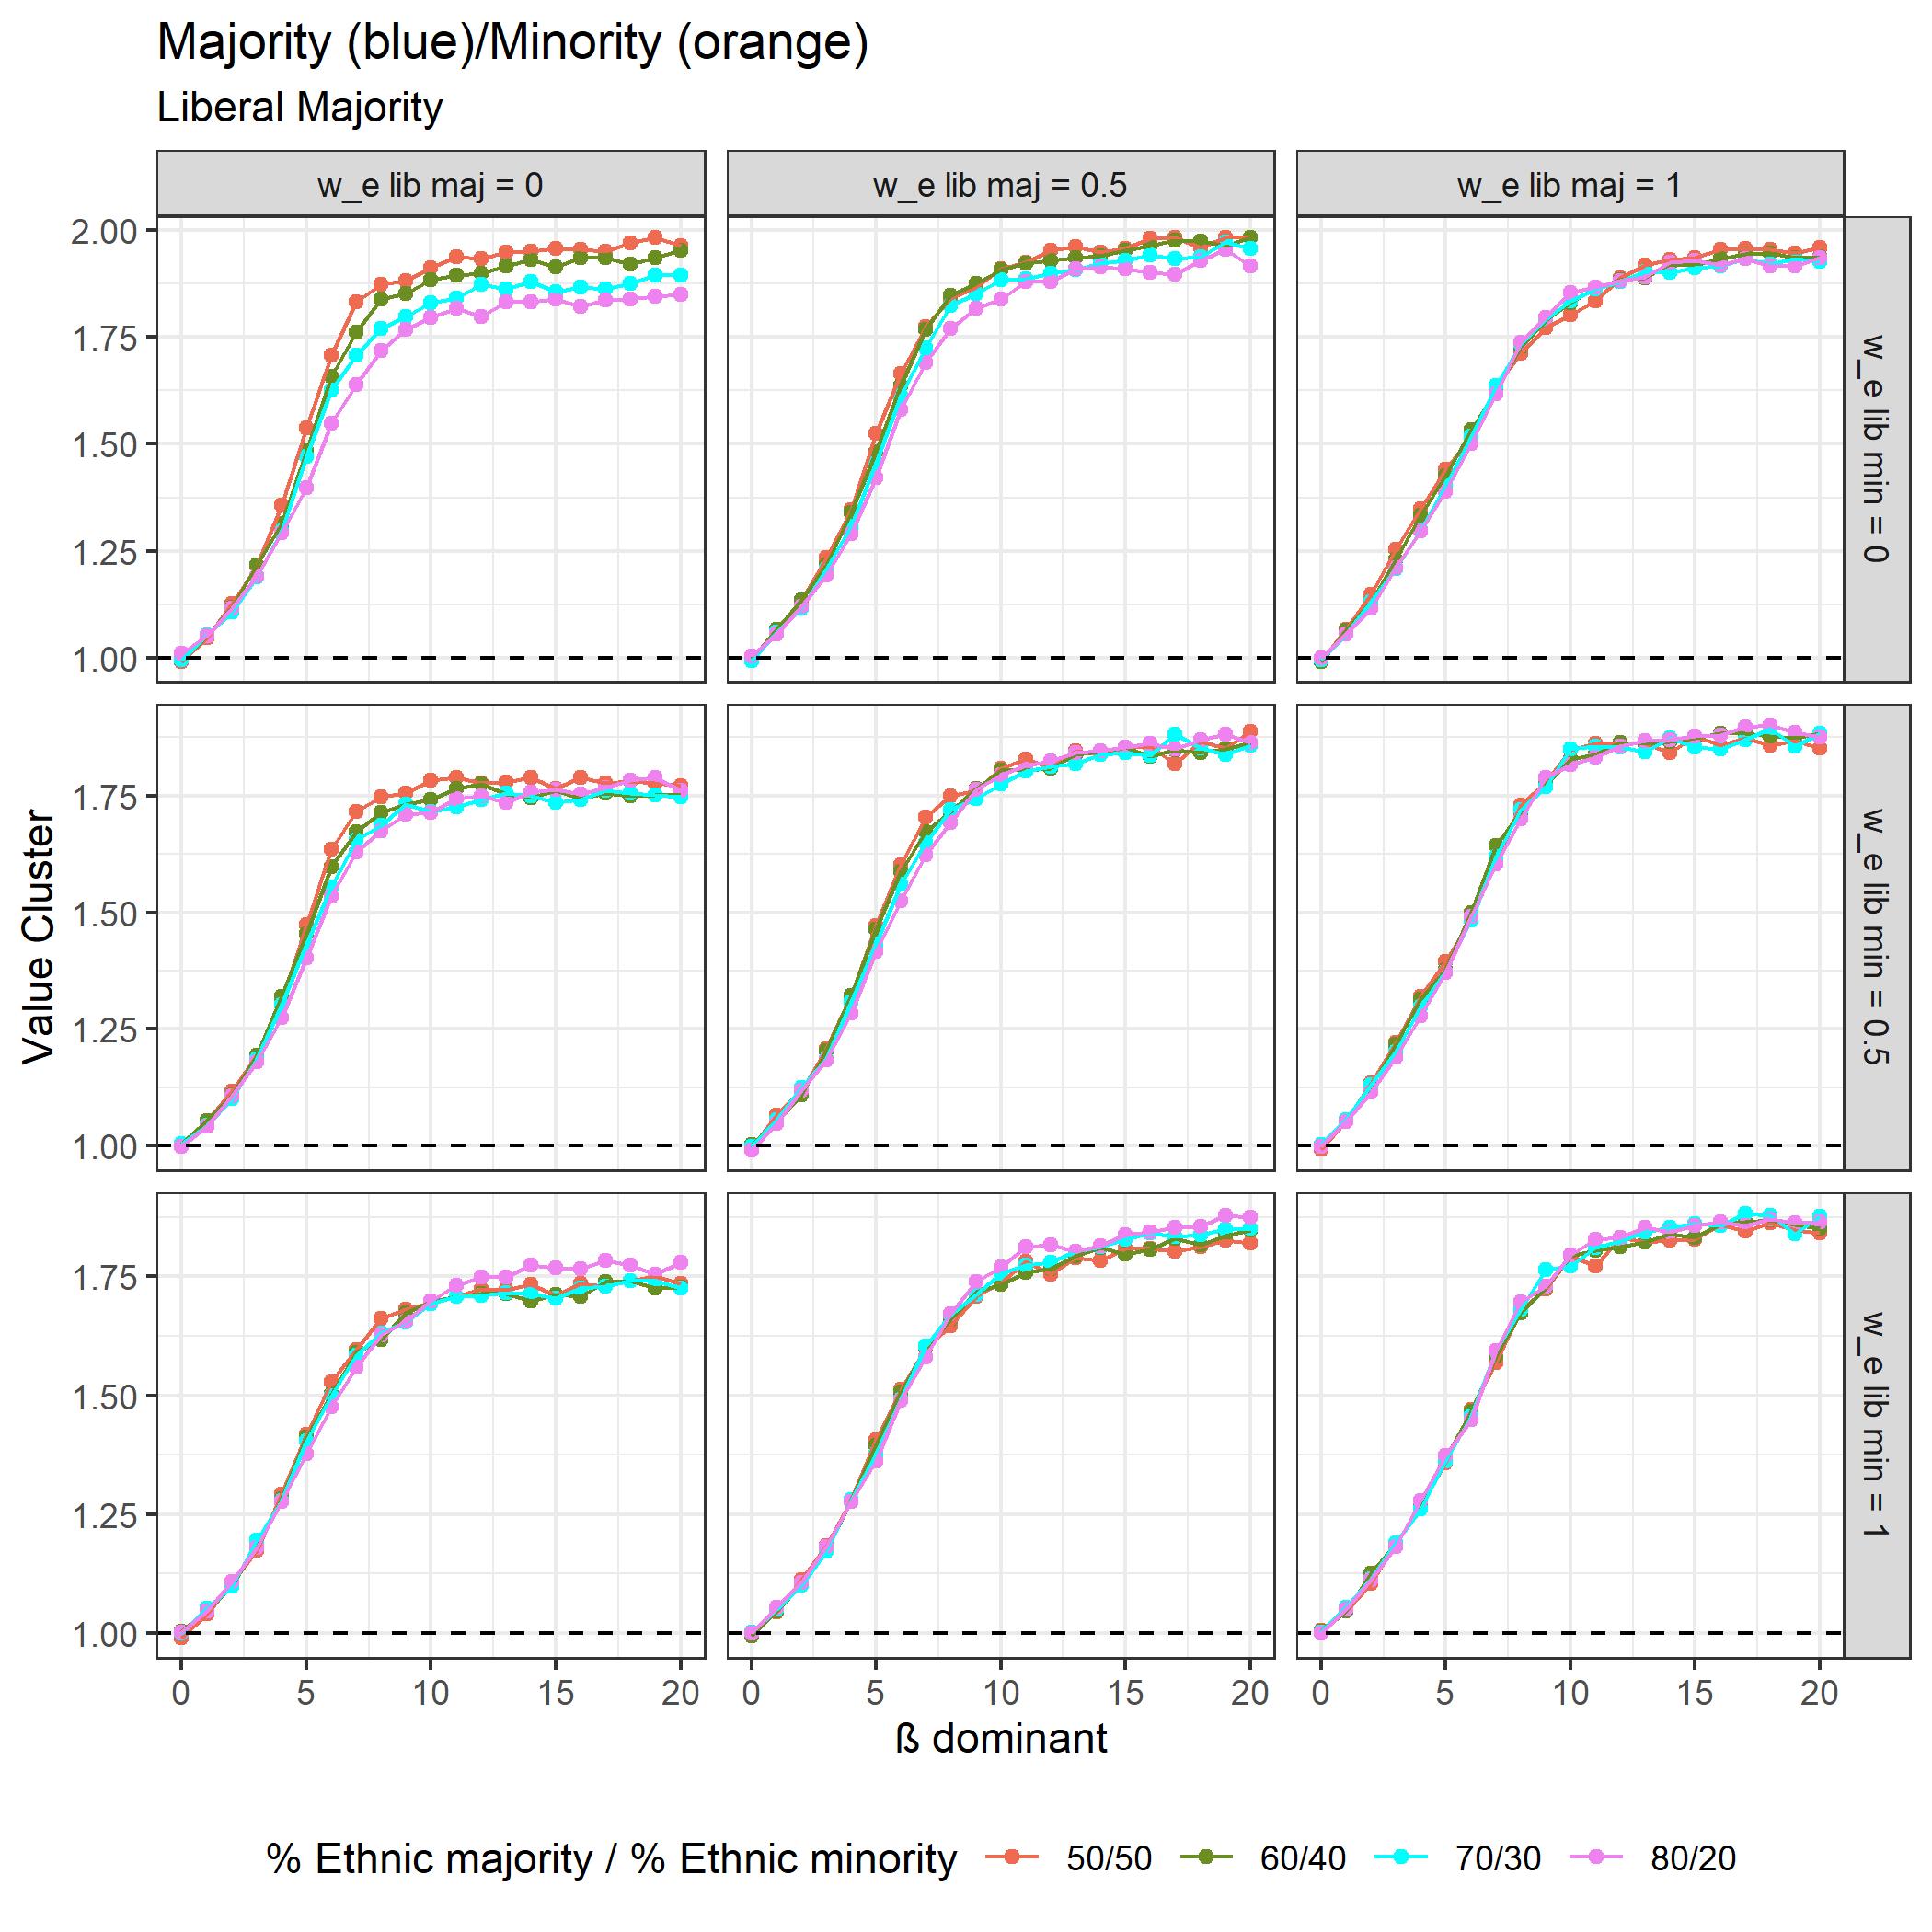 Majority (blue)/Minority (orange)
Liberal Majority
w_e lib maj = 0
w_e lib maj = 0.5
w_e lib maj = 1
2.00
1.75
1.50
1.25
1.00
w_e lib min = 0
1.75
1.50
1.25
1.00
w_e lib min = 0.5
1.75
1.50
1.25
1.00
w_e lib min = 1
Value Cluster
0 5 10 15 20
0 5 10 15 20
0 5 10 15 20
ß dominant
% Ethnic majority / % Ethnic minority 50/50 60/40 70/30 80/20